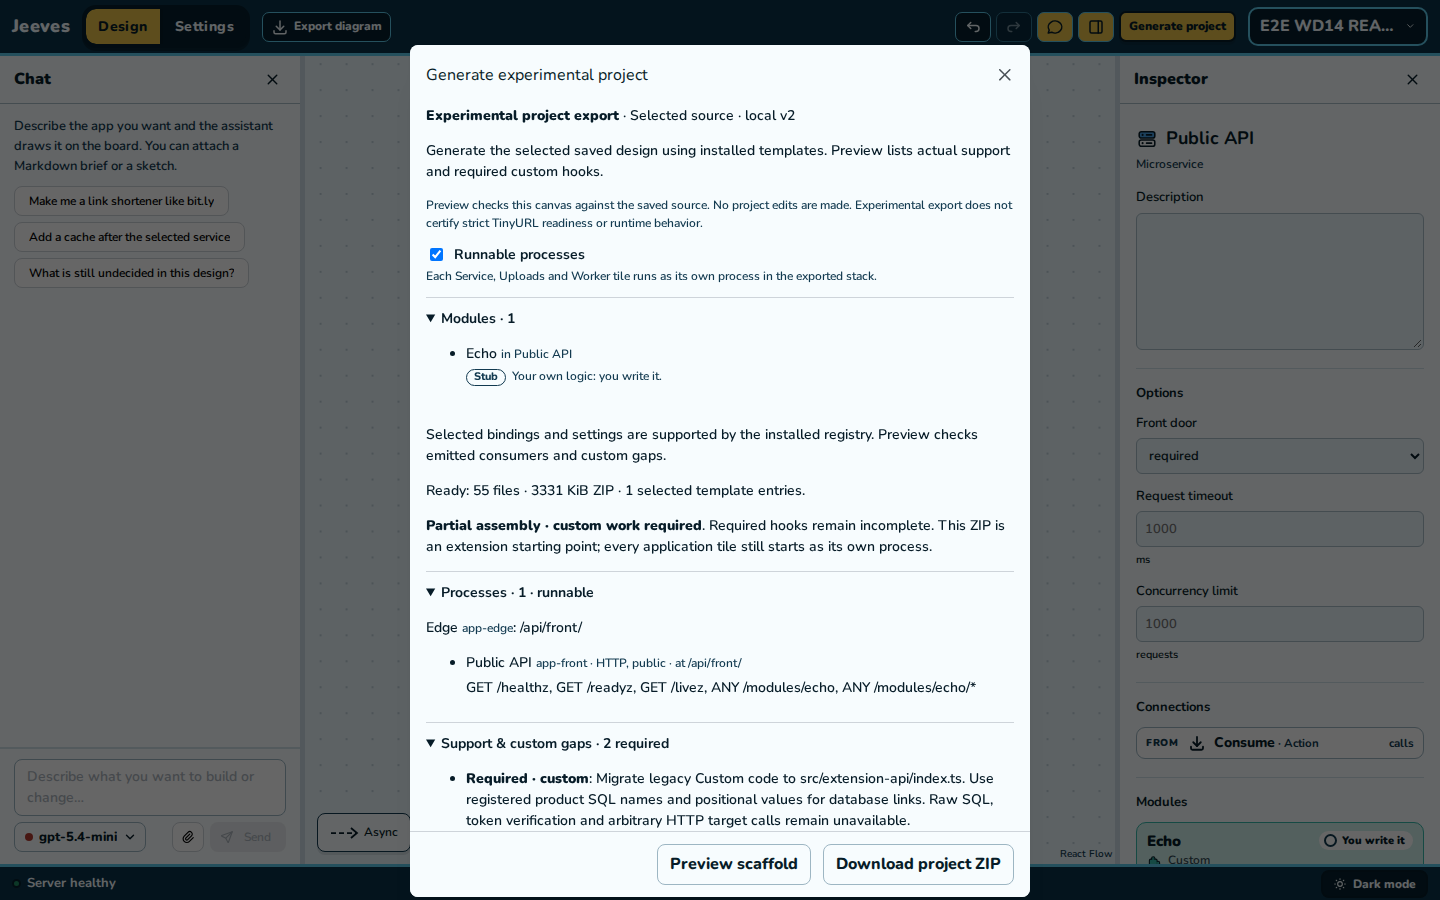 Jeeves
Design
Settings
Export diagram
Generate project
E2E WD14 REA...
Chat
Describe the app you want and the assistant
draws it on the board. You can attach a
Markdown brief or a sketch.
Make me a link shortener like bit.ly
Add a cache after the selected service
What is still undecided in this design?
Describe what you want to build or
change...
gpt-5.4-mini
Send
Server healthy
Async
Generate experimental project
Experimental project export · Selected source · local v2
Generate the selected saved design using installed templates. Preview lists actual support
and required custom hooks.
Preview checks this canvas against the saved source. No project edits are made. Experimental export does not
certify strict TinyURL readiness or runtime behavior.
Runnable processes
Each Service, Uploads and Worker tile runs as its own process in the exported stack.
Modules · 1
Echo in Public API
Stub Your own logic: you write it.
Selected bindings and settings are supported by the installed registry. Preview checks
emitted consumers and custom gaps.
Ready: 55 files · 3331 KiB ZIP · 1 selected template entries.
Partial assembly · custom work required. Required hooks remain incomplete. This ZIP is
an extension starting point; every application tile still starts as its own process.
Processes · 1 · runnable
Edge app-edge: /api/front/
Public API app-front · HTTP, public · at /api/front/
GET /healthz, GET /readyz, GET /livez, ANY /modules/echo, ANY /modules/echo/*
Support & custom gaps · 2 required
Required · custom: Migrate legacy Custom code to src/extension-api/index.ts. Use
registered product SQL names and positional values for database links. Raw SQL,
token verification and arbitrary HTTP target calls remain unavailable.
Preview scaffold
Download project ZIP
Inspector
Public API
Microservice
Description
Options
Front door
required
Request timeout
1000
ms
Concurrency limit
1000
requests
Connections
FROM Consume · Action calls
Modules
Echo
You write it
Custom
React Flow
Dark mode